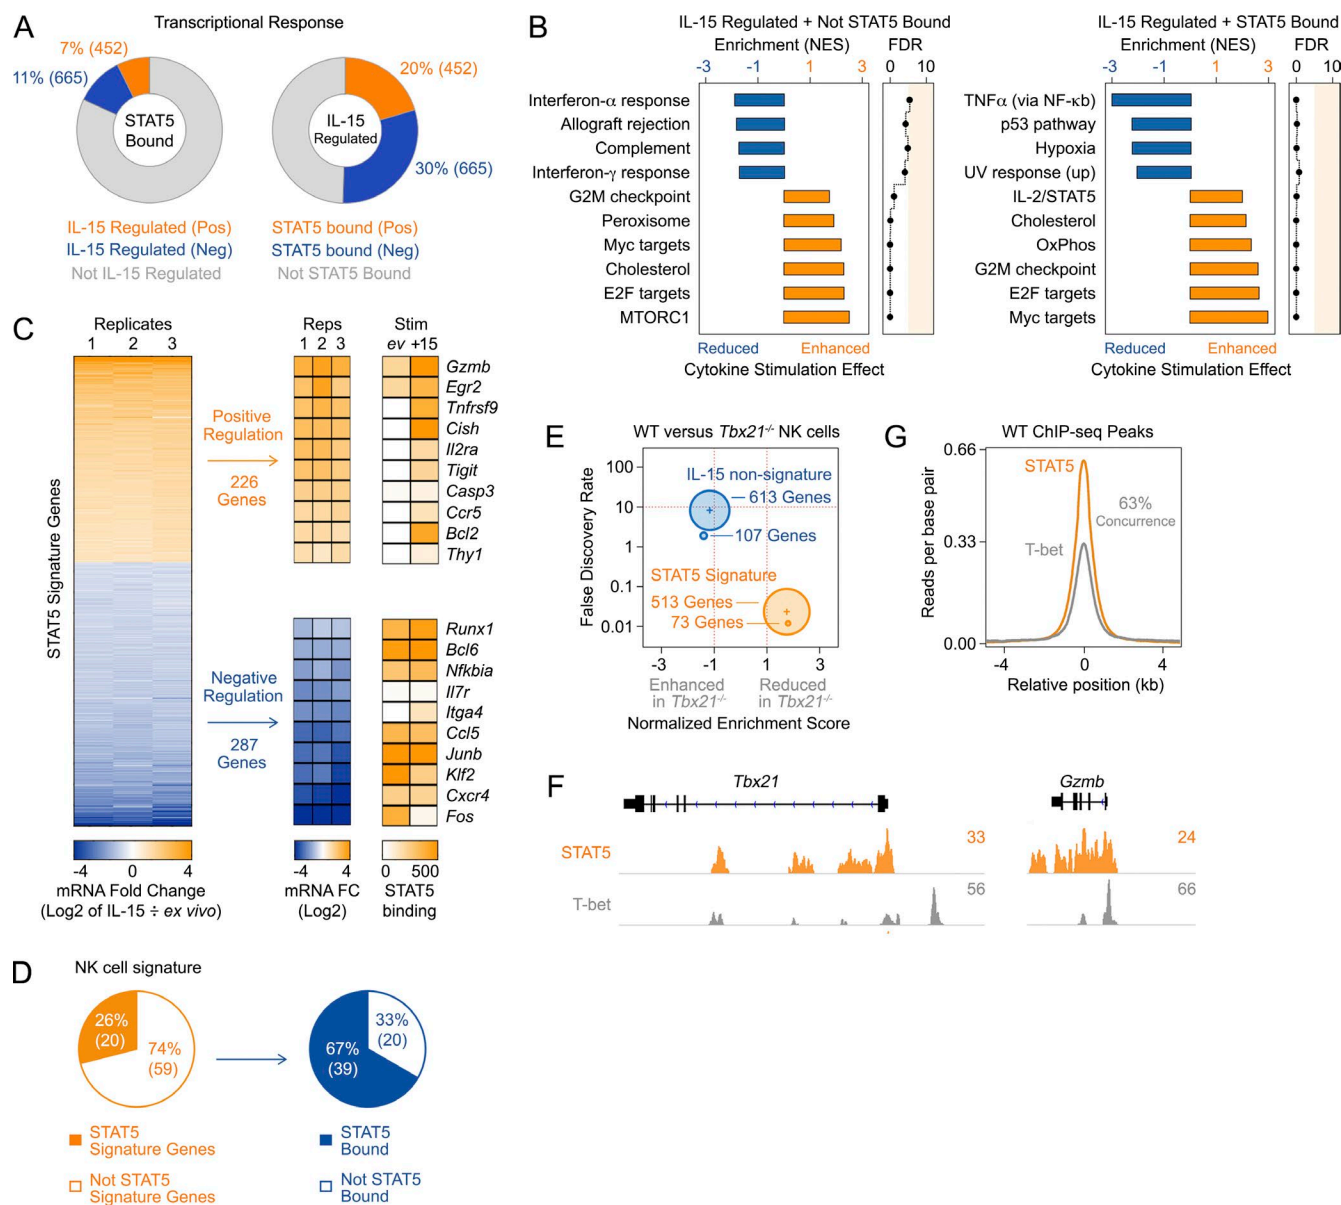 A
Transcriptional Response
7% (452)
11% (665)
STAT5
Bound
20% (452)
IL-15
Regulated
30% (665)
IL-15 Regulated (Pos)
IL-15 Regulated (Neg)
Not IL-15 Regulated
STAT5 bound (Pos)
STAT5 bound (Neg)
Not STAT5 Bound
B
IL-15 Regulated + Not STAT5 Bound
Enrichment (NES)
FDR
-3 -1 1 3
0 10
Interferon-α response
Allograft rejection
Complement
Interferon-γ response
G2M checkpoint
Peroxisome
Myc targets
Cholesterol
E2F targets
MTORC1
Reduced Enhanced
Cytokine Stimulation Effect
IL-15 Regulated + STAT5 Bound
Enrichment (NES)
FDR
-3 -1 1 3
0 10
TNFα (via NF-κb)
p53 pathway
Hypoxia
UV response (up)
IL-2/STAT5
Cholesterol
OxPhos
G2M checkpoint
E2F targets
Myc targets
Reduced Enhanced
Cytokine Stimulation Effect
C
Replicates
1 2 3
STAT5 Signature Genes
Positive
Regulation
226
Genes
Negative
Regulation
287
Genes
Reps
1 2 3
Stim
ev +15
Gzmb
Egr2
Tnfrsf9
Cish
Il2ra
Tigit
Casp3
Ccr5
Bcl2
Thy1
Runx1
Bcl6
Nfkbia
Il7r
Itga4
Ccl5
Junb
Klf2
Cxcr4
Fos
-4 0 4
mRNA Fold Change
(Log2 of IL-15 ÷ ex vivo)
-4 4
mRNA FC
(Log2)
0 500
STAT5
binding
D
NK cell signature
26%
(20)
74%
(59)
67%
(39)
33%
(20)
STAT5
Signature Genes
Not STAT5
Signature Genes
STAT5
Bound
Not STAT5
Bound
E
WT versus Tbx21-/- NK cells
False Discovery Rate
100
10
1
0.1
0.01
IL-15 non-signature
613 Genes
107 Genes
STAT5 Signature
513 Genes
73 Genes
-3 -1 1 3
Enhanced
in Tbx21-/-
Reduced
in Tbx21-/-
Normalized Enrichment Score
G
WT ChIP-seq Peaks
Reads per base pair
0.66
0.33
0.00
STAT5
T-bet
63%
Concurrence
-4 0 4
Relative position (kb)
F
Tbx21
Gzmb
STAT5
33
24
T-bet
56
66